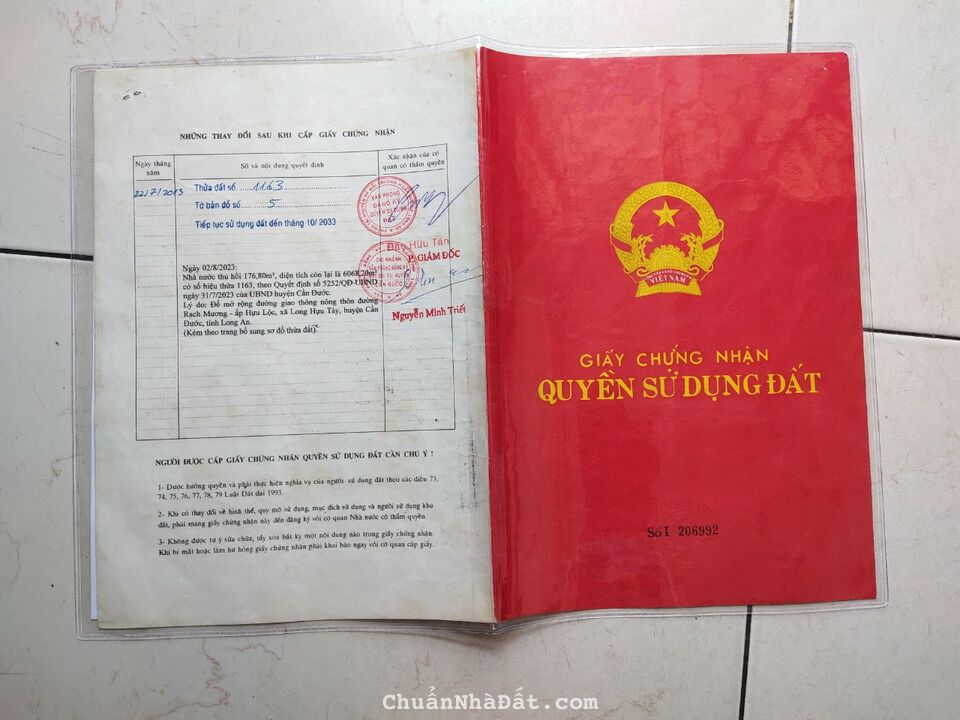 NHỮNG THAY ĐỔI SAU KHI CẤP GIẤY CHỨNG NHẬN
Ngày tháng năm
Số và nội dung quyết định
Xác nhận của cơ quan có thẩm quyền
22/7/2015
Thửa đất số 1163
Tờ bản đồ số 5
Tiếp tục sử dụng đất đến tháng 10/2033
VĂN PHÒNG
ĐĂNG KÝ
QUYỀN SỬ DỤNG
ĐẤT
Hữu Tấn
P. GIÁM ĐỐC
Ngày 02/8/2023:
Nhà nước thu hồi 176,80m², diện tích còn lại là 6068,20m²
có số hiệu thửa 1163, theo Quyết định số 5252/QĐ-UBND
ngày 31/7/2023 của UBND huyện Cần Đước.
Lý do: Để mở rộng đường giao thông nông thôn đường
Rạch Mương - ấp Hựu Lộc, xã Long Hựu Tây, huyện Cần
Đước, tỉnh Long An.
(Kèm theo trang bổ sung sơ đồ thửa đất).
CHI NHÁNH
Nguyễn Minh Triết
NGƯỜI ĐƯỢC CẤP GIẤY CHỨNG NHẬN QUYỀN SỬ DỤNG ĐẤT CẦN CHÚ Ý !
1- Được hưởng quyền và phải thực hiện nghĩa vụ của người sử dụng đất theo các điều 73,
74, 75, 76, 77, 78, 79 Luật Đất đai 1993.
2- Khi có thay đổi về hình thể, quy mô sử dụng, mục đích sử dụng và người sử dụng khu
đất, phải mang giấy chứng nhận này đến đăng ký với cơ quan Nhà nước có thẩm quyền.
3- Không được tự ý sửa chữa, tẩy xóa bất kỳ một nội dung nào trong giấy chứng nhận.
Khi bị mất hoặc làm hư hỏng giấy chứng nhận phải khai báo ngay với cơ quan cấp giấy.
VIỆT NAM
GIẤY CHỨNG NHẬN
QUYỀN SỬ DỤNG ĐẤT
Số I 206992
ChuẩnNhàĐất.com